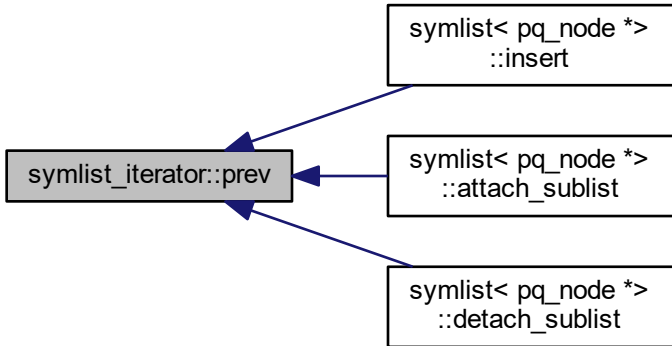 symlist_iterator::prev
symlist< pq_node *>
::insert
symlist< pq_node *>
::attach_sublist
symlist< pq_node *>
::detach_sublist